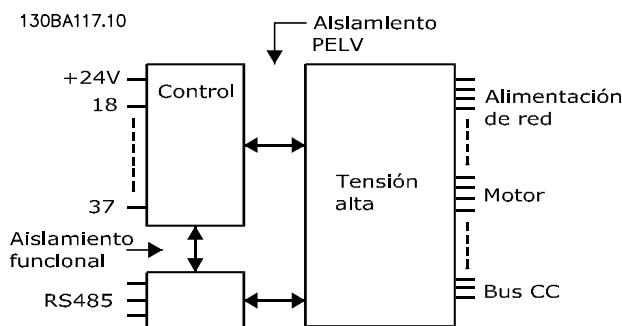 130BA117.10
Aislamiento
PELV
+24V
18
Control
37
Tensión
alta
Alimentación
de red
Motor
Bus CC
Aislamiento
funcional
RS485